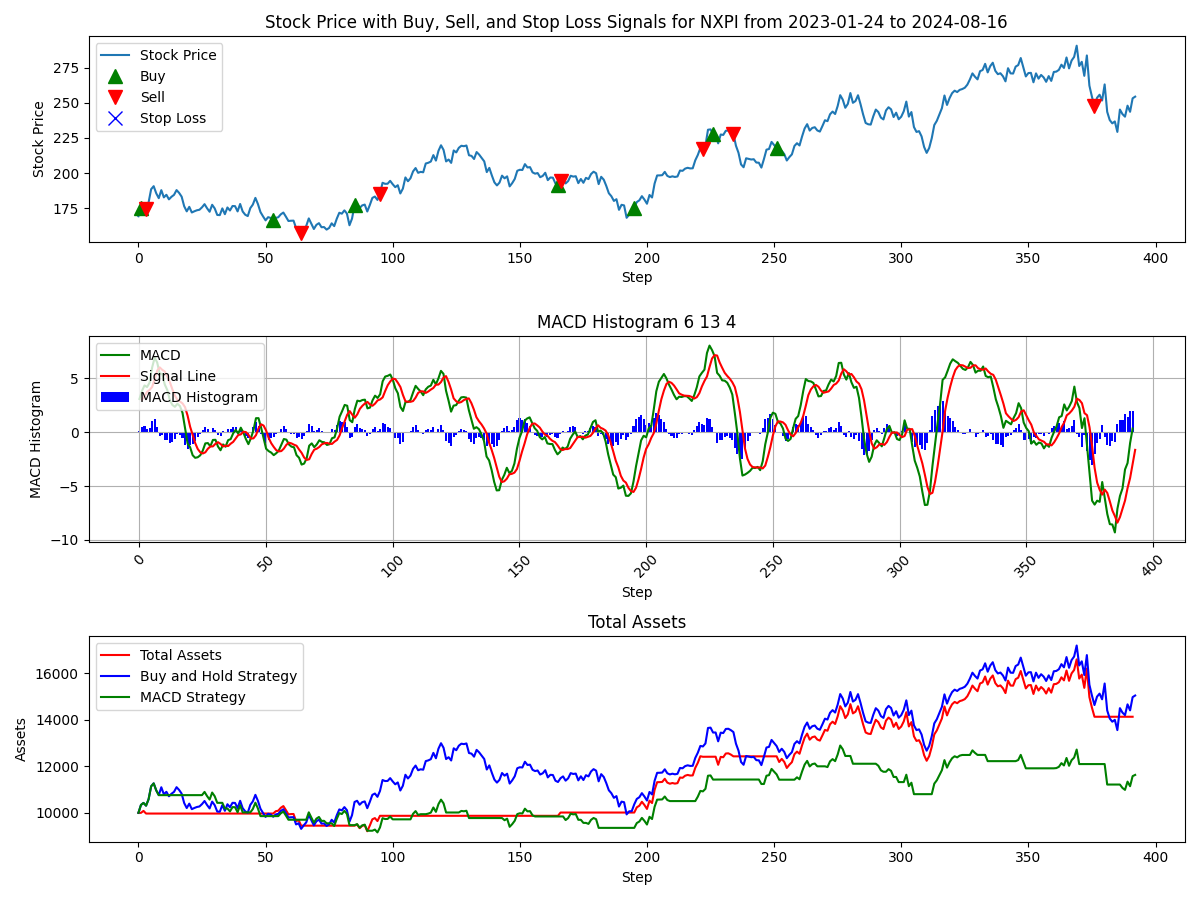 Stock Price with Buy, Sell, and Stop Loss Signals for NXPI from 2023-01-24 to 2024-08-16
Stock Price
275
250
225
200
175
Stock Price
Buy
Sell
Stop Loss
0 50 100 150 200 250 300 350 400
Step
MACD Histogram 6 13 4
MACD Histogram
5
0
−5
−10
MACD
Signal Line
MACD Histogram
0 50 100 150 200 250 300 350 400
Step
Total Assets
Assets
16000
14000
12000
10000
Total Assets
Buy and Hold Strategy
MACD Strategy
0 50 100 150 200 250 300 350 400
Step